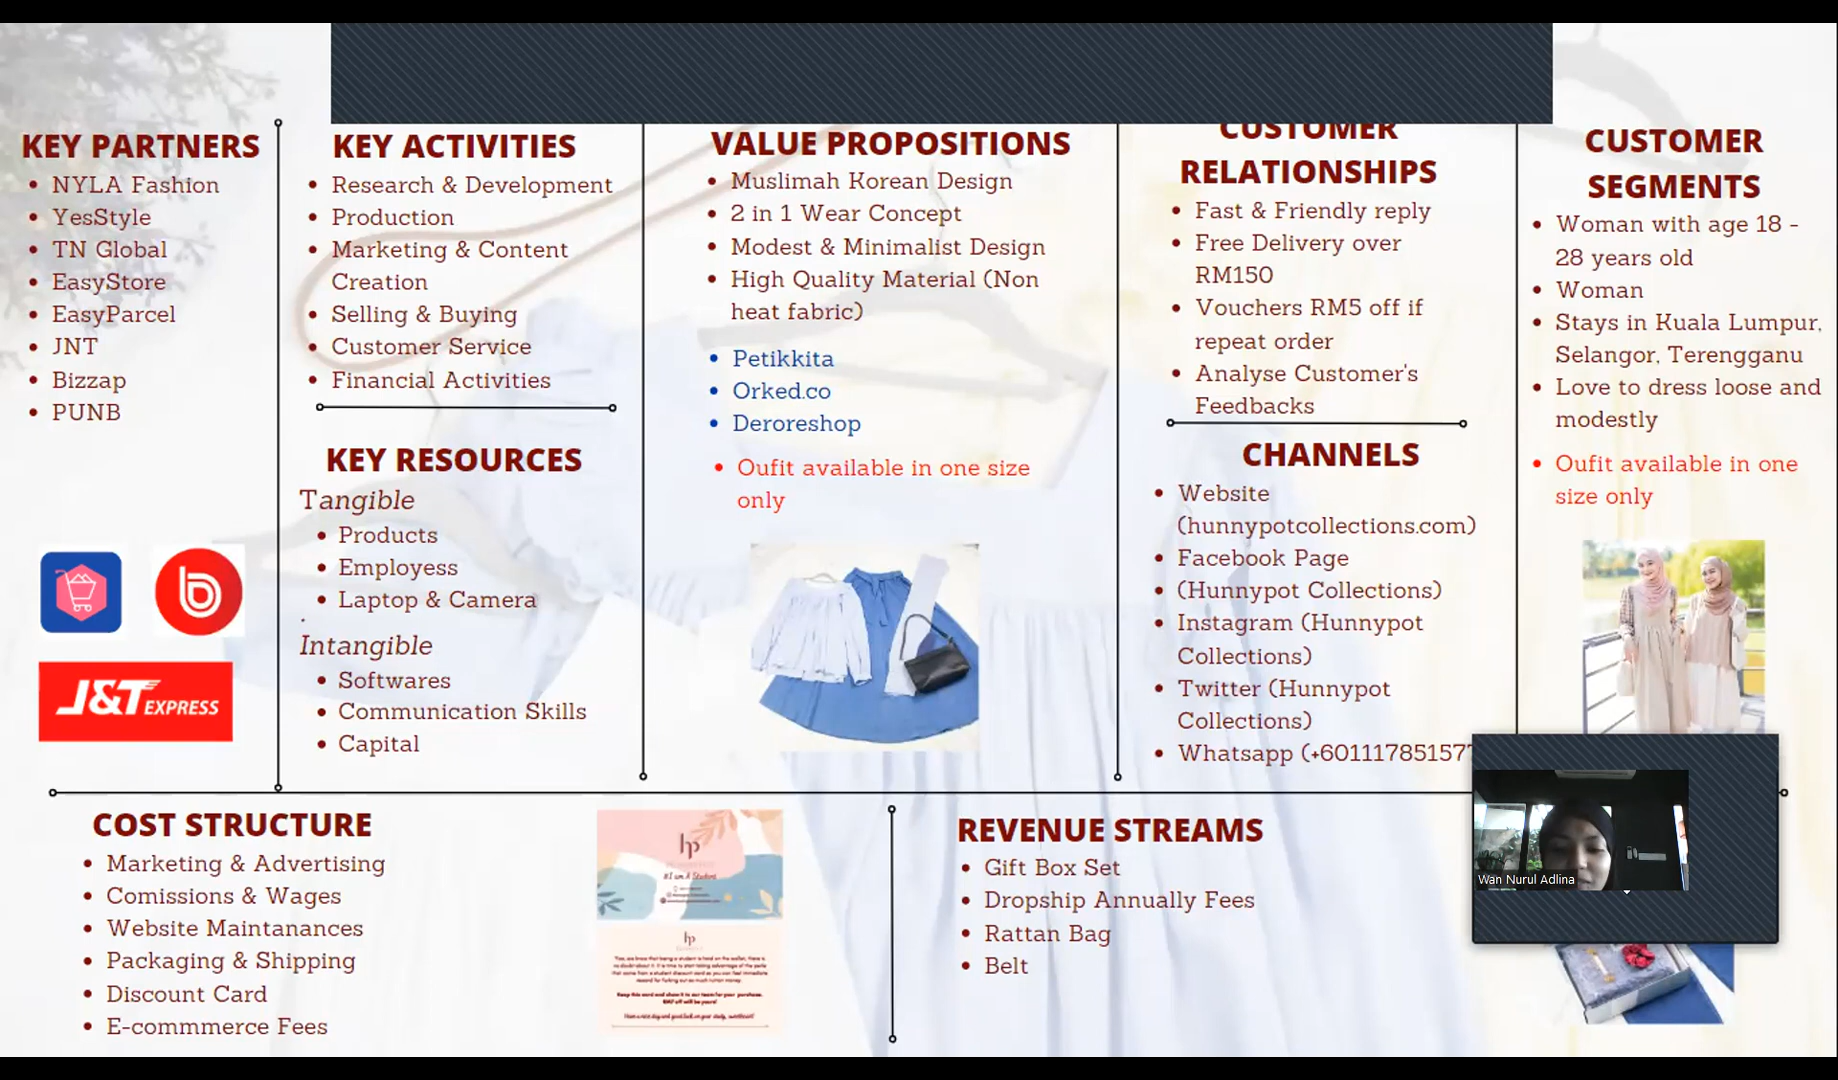 KEY PARTNERS
NYLA Fashion
YesStyle
TN Global
EasyStore
EasyParcel
JNT
Bizzap
PUNB
b
J&T EXPRESS
KEY ACTIVITIES
Research & Development
Production
Marketing & Content
Creation
Selling & Buying
Customer Service
Financial Activities
KEY RESOURCES
Tangible
Products
Employess
Laptop & Camera
Intangible
Softwares
Communication Skills
Capital
VALUE PROPOSITIONS
Muslimah Korean Design
2 in 1 Wear Concept
Modest & Minimalist Design
High Quality Material (Non
heat fabric)
Petikkita
Orked.co
Deroreshop
Oufit available in one size
only
CUSTOMER
RELATIONSHIPS
Fast & Friendly reply
Free Delivery over
RM150
Vouchers RM5 off if
repeat order
Analyse Customer's
Feedbacks
CHANNELS
Website
(hunnypotcollections.com)
Facebook Page
(Hunnypot Collections)
Instagram (Hunnypot
Collections)
Twitter (Hunnypot
Collections)
Whatsapp (+60111785157
CUSTOMER
SEGMENTS
Woman with age 18 -
28 years old
Woman
Stays in Kuala Lumpur,
Selangor, Terengganu
Love to dress loose and
modestly
Oufit available in one
size only
Wan Nurul Adlina
COST STRUCTURE
Marketing & Advertising
Comissions & Wages
Website Maintanances
Packaging & Shipping
Discount Card
E-commmerce Fees
hp
#I am A Student
hp
REVENUE STREAMS
Gift Box Set
Dropship Annually Fees
Rattan Bag
Belt